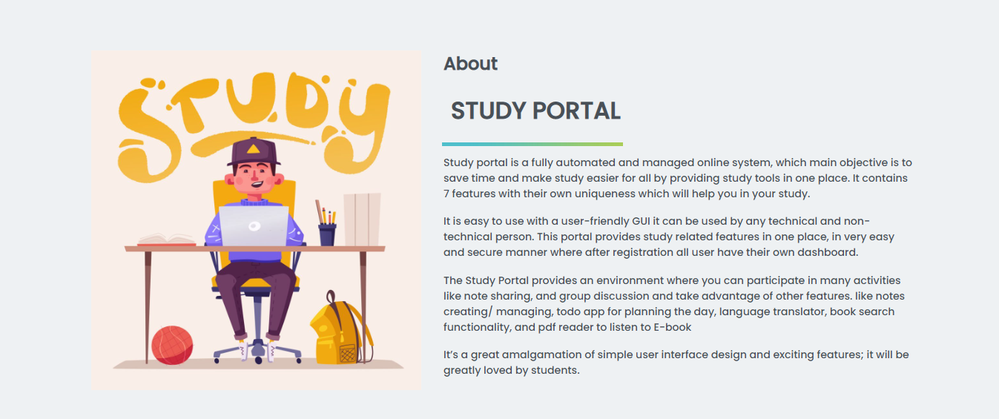 STUDY
About
STUDY PORTAL
Study portal is a fully automated and managed online system, which main objective is to
save time and make study easier for all by providing study tools in one place. It contains
7 features with their own uniqueness which will help you in your study.
It is easy to use with a user-friendly GUI it can be used by any technical and non-
technical person. This portal provides study related features in one place, in very easy
and secure manner where after registration all user have their own dashboard.
The Study Portal provides an environment where you can participate in many activities
like note sharing, and group discussion and take advantage of other features. like notes
creating/ managing, todo app for planning the day, language translator, book search
functionality, and pdf reader to listen to E-book
It’s a great amalgamation of simple user interface design and exciting features; it will be
greatly loved by students.